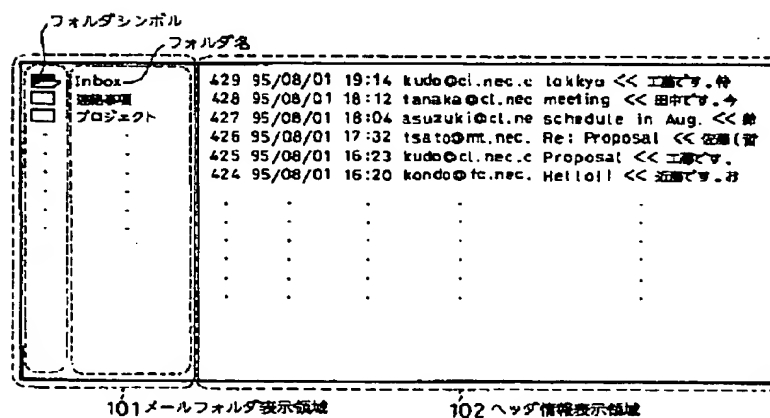 フォルダシンボル
フォルダ名
Inbox
連絡事項
プロジェクト
429 95/08/01 19:14 kudo@cl.nec.c tokkyo << 工藤です。特
428 95/08/01 18:12 tanaka@cl.nec meeting << 田中です。今
427 95/08/01 18:04 asuzuki@cl.ne schedule in Aug. << 鈴
426 95/08/01 17:32 tsato@mt.nec. Re: Proposal << 佐藤(哲
425 95/08/01 16:23 kudo@cl.nec.c Proposal << 工藤です。
424 95/08/01 16:20 kondo@fc.nec. Hello!! << 近藤です。お
101 メールフォルダ表示領域
102 ヘッダ情報表示領域